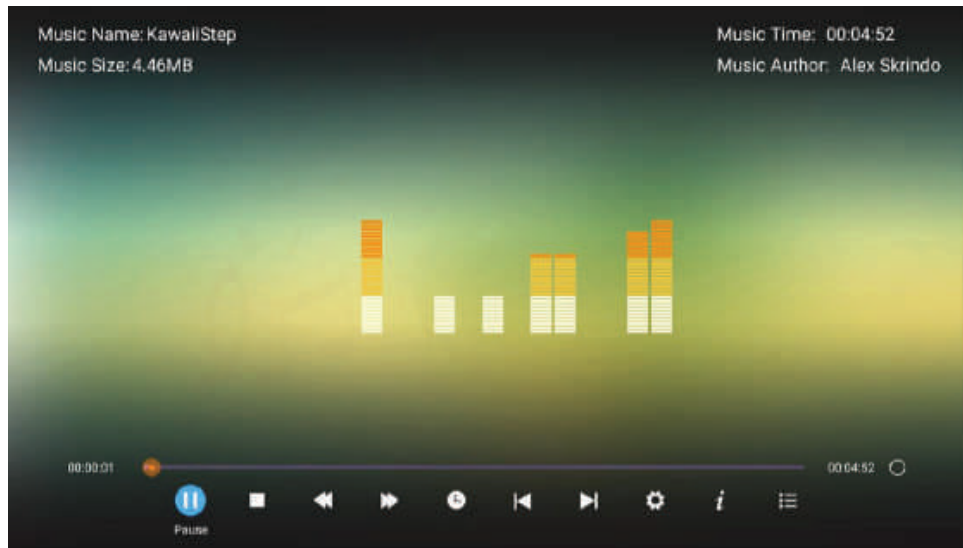 Music Name: KawaiiStep
Music Time: 00:04:52
Music Size: 4.46MB
Music Author: Alex Skrindo
00:00:01
00:04:52
Pause